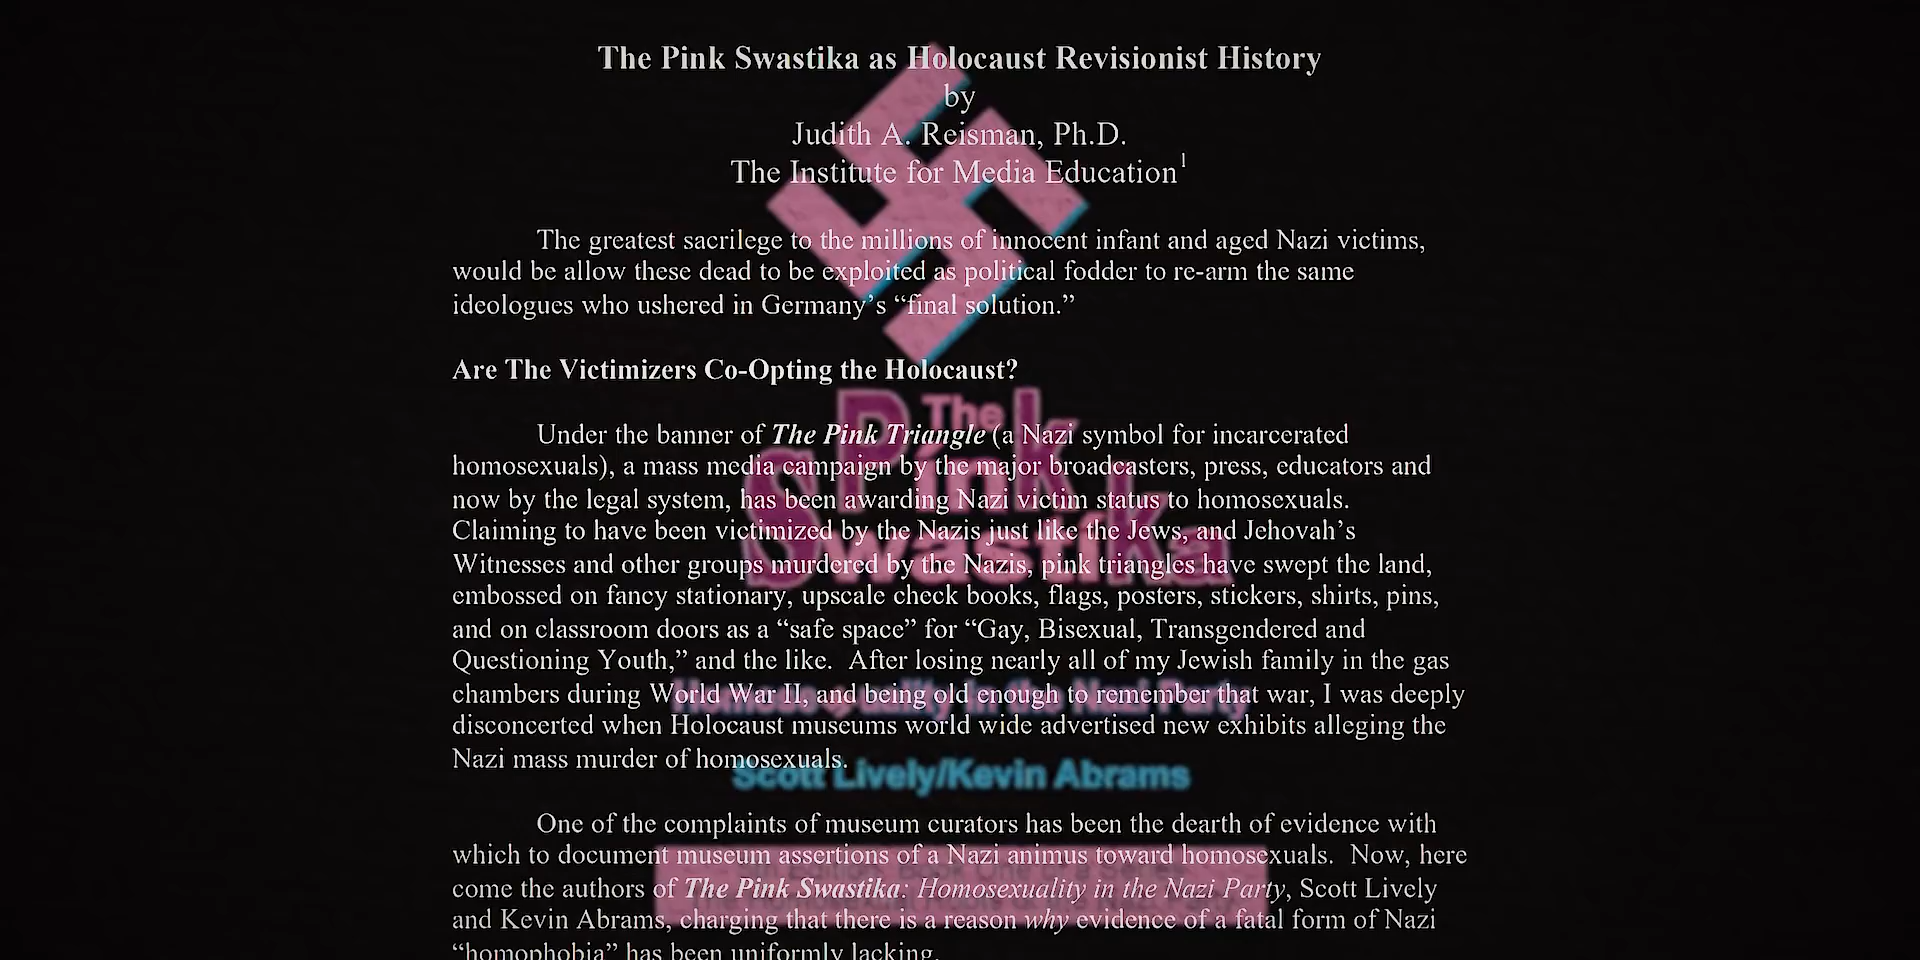 The Pink Swastika as Holocaust Revisionist History
by
Judith A. Reisman, Ph.D.
The Institute for Media Education¹
The greatest sacrilege to the millions of innocent infant and aged Nazi victims,
would be allow these dead to be exploited as political fodder to re-arm the same
ideologues who ushered in Germany’s “final solution.”
Are The Victimizers Co-Opting the Holocaust?
Under the banner of The Pink Triangle (a Nazi symbol for incarcerated
homosexuals), a mass media campaign by the major broadcasters, press, educators and
now by the legal system, has been awarding Nazi victim status to homosexuals.
Claiming to have been victimized by the Nazis just like the Jews, and Jehovah’s
Witnesses and other groups murdered by the Nazis, pink triangles have swept the land,
embossed on fancy stationary, upscale check books, flags, posters, stickers, shirts, pins,
and on classroom doors as a “safe space” for “Gay, Bisexual, Transgendered and
Questioning Youth,” and the like.  After losing nearly all of my Jewish family in the gas
chambers during World War II, and being old enough to remember that war, I was deeply
disconcerted when Holocaust museums world wide advertised new exhibits alleging the
Nazi mass murder of homosexuals.
One of the complaints of museum curators has been the dearth of evidence with
which to document museum assertions of a Nazi animus toward homosexuals.  Now, here
come the authors of The Pink Swastika: Homosexuality in the Nazi Party, Scott Lively
and Kevin Abrams, charging that there is a reason why evidence of a fatal form of Nazi
“homophobia” has been uniformly lacking.
The
Pink
Swastika
Homosexuality in the Nazi Party
Scott Lively/Kevin Abrams